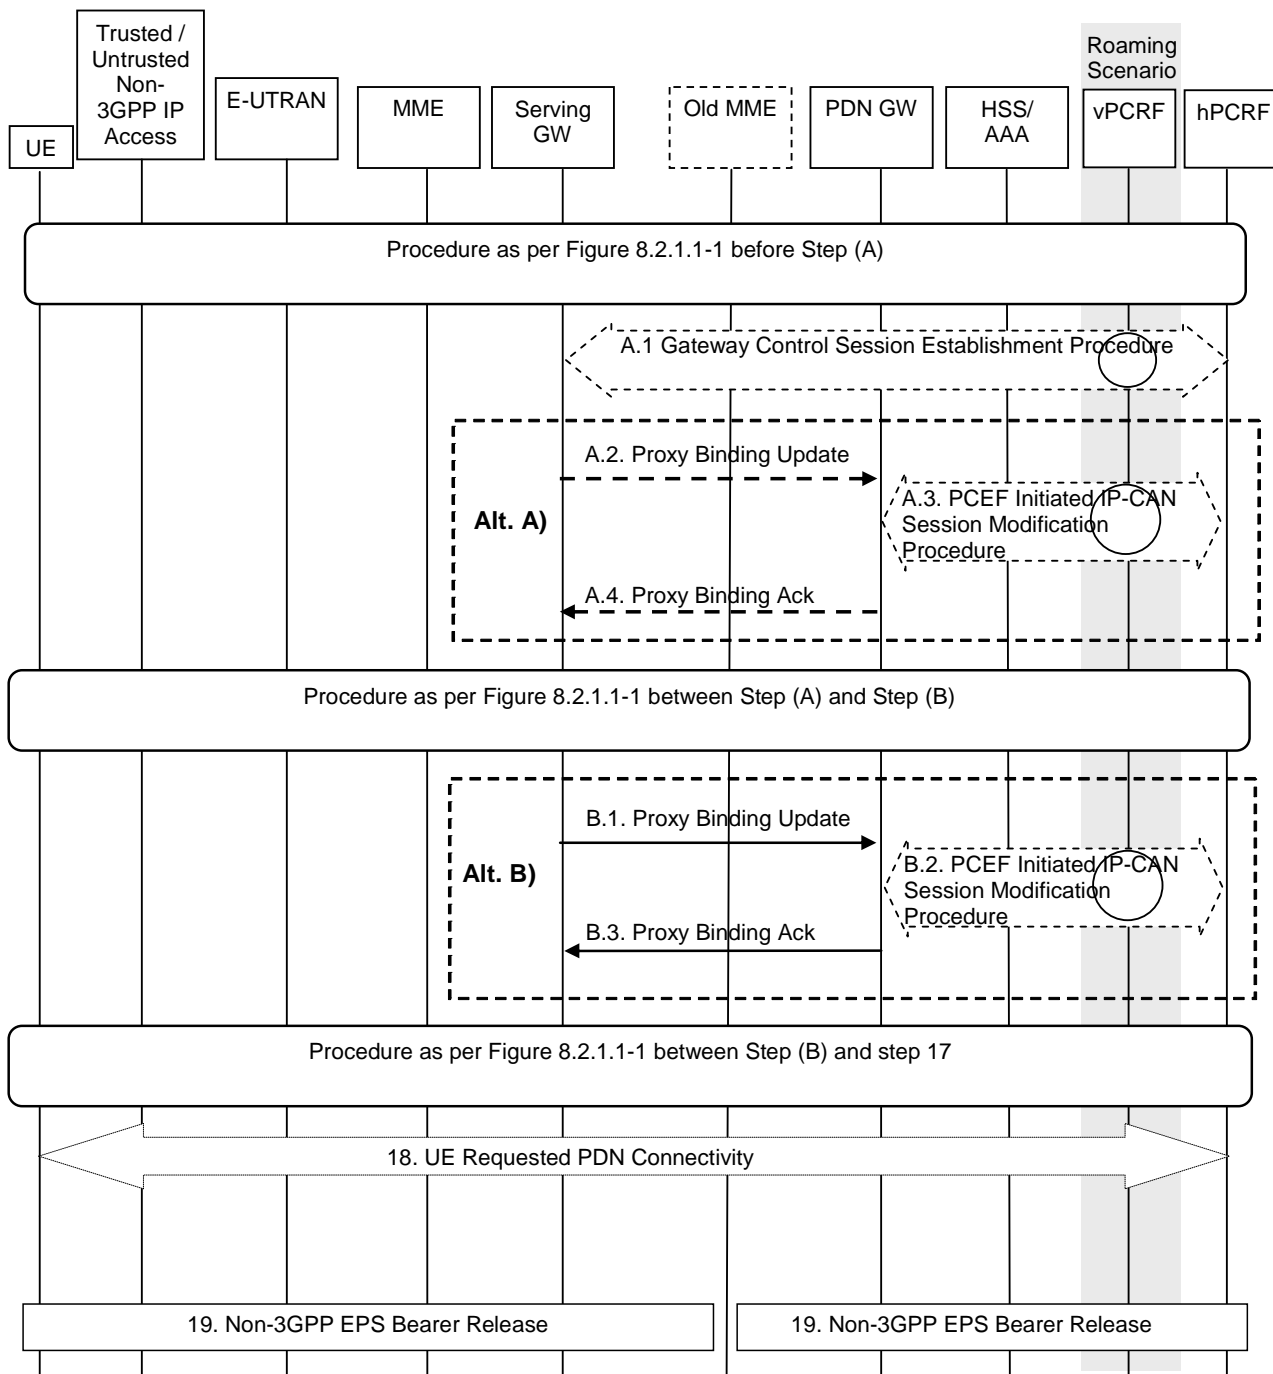 Trusted /
Untrusted
Non-
3GPP IP
Access
Roaming
Scenario
UE
E-UTRAN
MME
Serving
GW
Old MME
PDN GW
HSS/
AAA
vPCRF
hPCRF
Procedure as per Figure 8.2.1.1-1 before Step (A)
A.1 Gateway Control Session Establishment Procedure
A.2. Proxy Binding Update
Alt. A)
A.3. PCEF Initiated IP-CAN
Session Modification
Procedure
A.4. Proxy Binding Ack
Procedure as per Figure 8.2.1.1-1 between Step (A) and Step (B)
B.1. Proxy Binding Update
Alt. B)
B.2. PCEF Initiated IP-CAN
Session Modification
Procedure
B.3. Proxy Binding Ack
Procedure as per Figure 8.2.1.1-1 between Step (B) and step 17
18. UE Requested PDN Connectivity
19. Non-3GPP EPS Bearer Release
19. Non-3GPP EPS Bearer Release